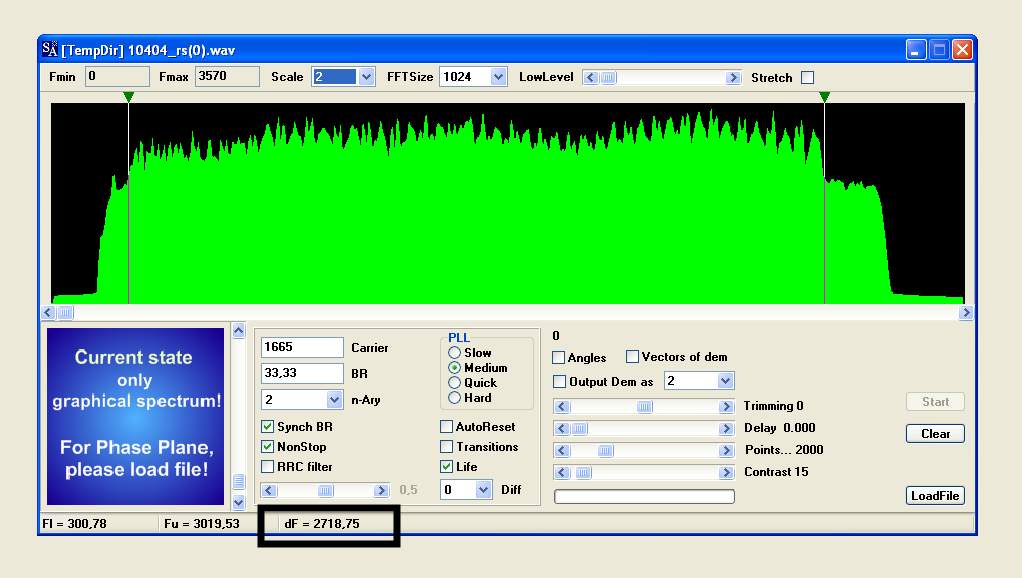 SA [TempDir] 10404_rs(0).wav
Fmin 0 Fmax 3570 Scale 2 FFTSize 1024 LowLevel Stretch
Current state
only
graphical spectrum!
For Phase Plane,
please load file!
1665 Carrier
33,33 BR
2 n-Ary
Synch BR
NonStop
RRC filter
0,5
PLL
Slow
Medium
Quick
Hard
AutoReset
Transitions
Life
0 Diff
0
Angles Vectors of dem
Output Dem as 2
Trimming 0
Delay 0.000
Points... 2000
Contrast 15
Start
Clear
LoadFile
Fl = 300,78 Fu = 3019,53 dF = 2718,75